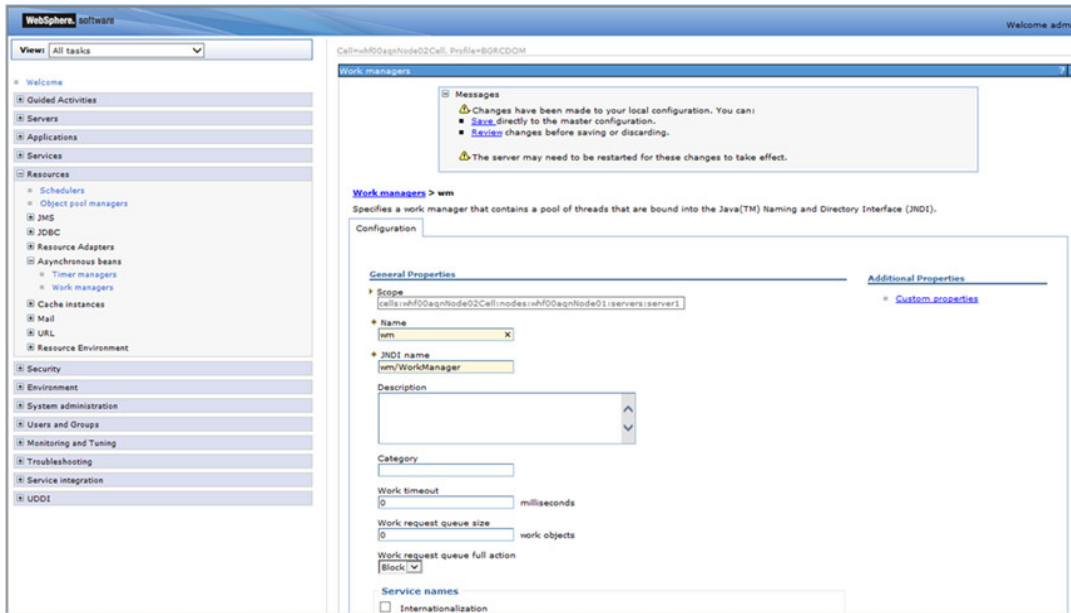 WebSphere. software
Welcome adm
View: All tasks
Cell=whf00aqnNode02Cell, Profile=BGRCDOM
Work managers
?
Welcome
Guided Activities
Servers
Applications
Services
Resources
Schedulers
Object pool managers
JMS
JDBC
Resource Adapters
Asynchronous beans
Timer managers
Work managers
Cache instances
Mail
URL
Resource Environment
Security
Environment
System administration
Users and Groups
Monitoring and Tuning
Troubleshooting
Service integration
UDDI
Messages
Changes have been made to your local configuration. You can:
Save directly to the master configuration.
Review changes before saving or discarding.
The server may need to be restarted for these changes to take effect.
Work managers > wm
Specifies a work manager that contains a pool of threads that are bound into the Java(TM) Naming and Directory Interface (JNDI).
Configuration
General Properties
Scope
cells:whf00aqnNode02Cell:nodes:whf00aqnNode01:servers:server1
Name
wm
JNDI name
wm/WorkManager
Description
Category
Work timeout
0 milliseconds
Work request queue size
0 work objects
Work request queue full action
Block
Service names
Internationalization
Additional Properties
Custom properties